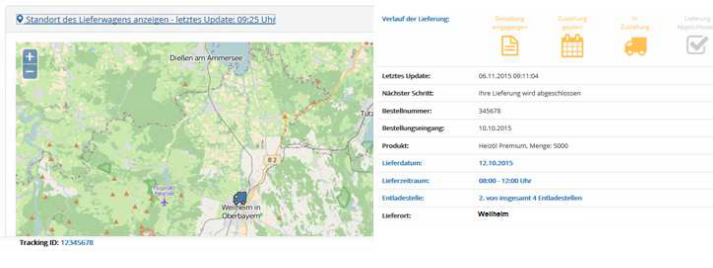 Standort des Lieferwagens anzeigen - letztes Update: 09:25 Uhr
+
−
Dießen am Ammersee
B 2
Weilheim in
Oberbayern
Tracking ID: 12345678
Verlauf der Lieferung:
Bestellung
eingegangen
Zustellung
geplant
In
Zustellung
Lieferung
Abgeschlossen
Letztes Update: 06.11.2015 09:11:04
Nächster Schritt: Ihre Lieferung wird abgeschlossen
Bestellnummer: 345678
Bestellungseingang: 10.10.2015
Produkt: Heizöl Premium, Menge: 5000
Lieferdatum: 12.10.2015
Lieferzeitraum: 08:00 - 12:00 Uhr
Entladestelle: 2. von insgesamt 4 Entladestellen
Lieferort: Weilheim